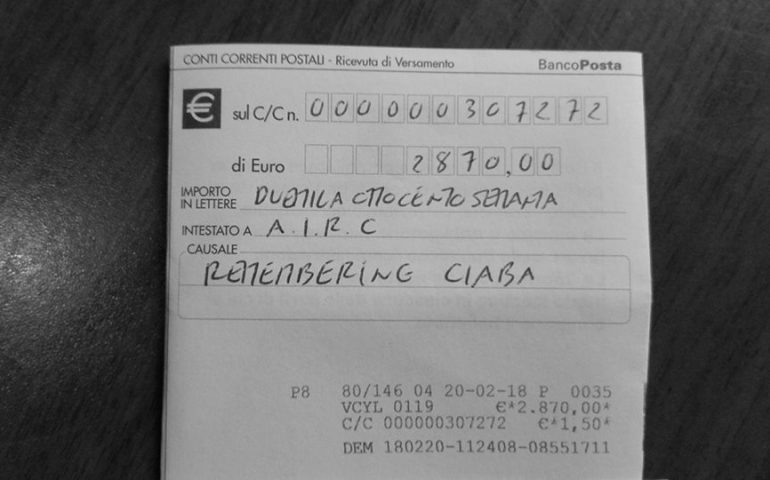 CONTI CORRENTI POSTALI - Ricevuta di Versamento BancoPosta
€ sul C/C n. 000000307272
di Euro 2870,00
IMPORTO IN LETTERE DUEMILA OTTOCENTO SETTANTA
INTESTATO A A.I.R.C
CAUSALE
REMEMBERING CIABA
P8 80/146 04 20-02-18 P 0035
VCYL 0119 €*2.870,00*
C/C 000000307272 €*1,50*
DEM 180220-112408-08551711